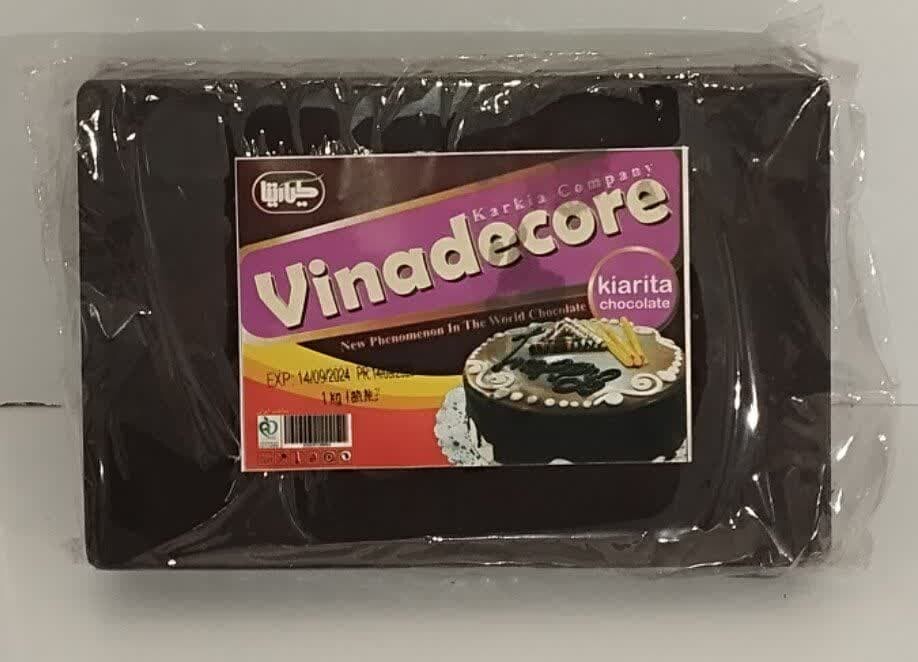 کیاریتا
Karkia Company
Vinadecore
kiarita
chocolate
New Phenomenon In The World Chocolate
EXP: 14/09/2024
1 kg